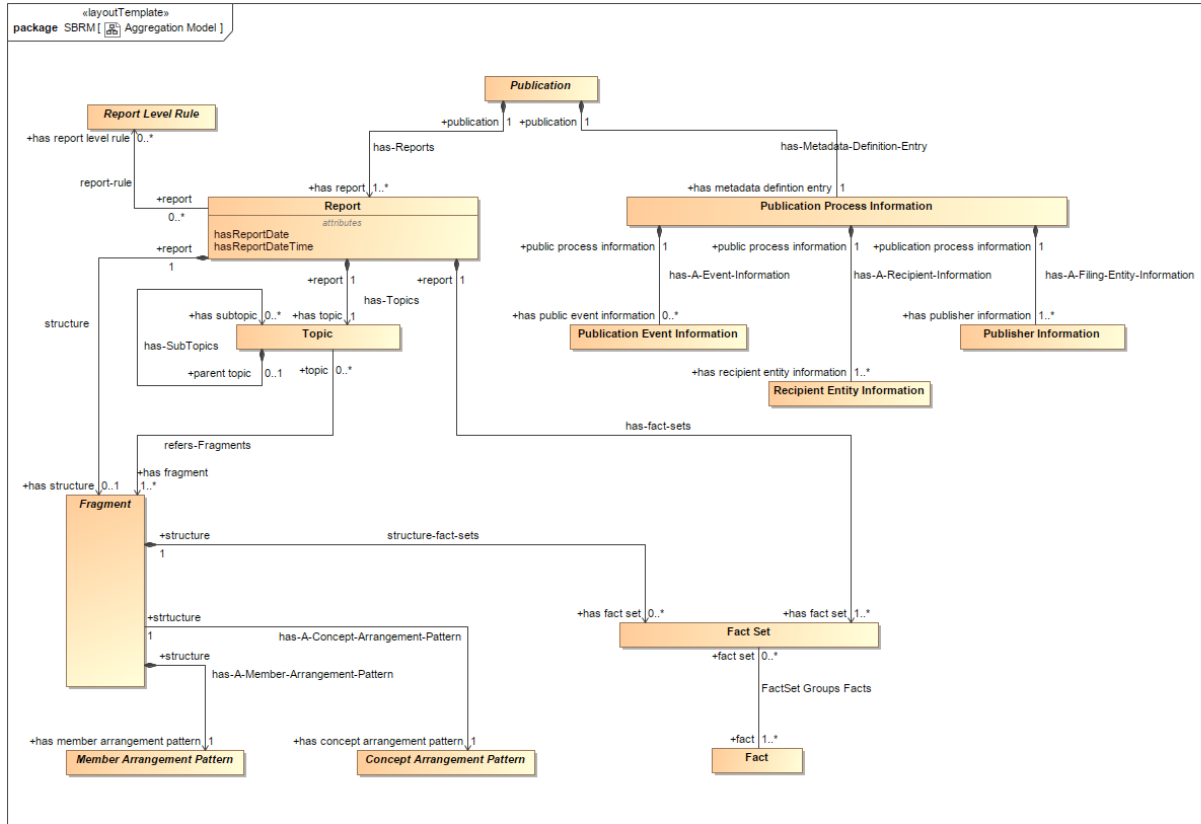 «layoutTemplate»
package SBRM [ Aggregation Model ]
Publication
Report Level Rule
+publication 1
+publication 1
+has report level rule 0..*
has-Reports
has-Metadata-Definition-Entry
report-rule
+has report 1..*
+has metadata defintion entry 1
+report
0..*
Report
attributes
hasReportDate
hasReportDateTime
Publication Process Information
+report
1
+public process information 1
+public process information 1
+publication process information 1
+report 1
+report 1
has-A-Event-Information
has-A-Recipient-Information
has-A-Filing-Entity-Information
has-Topics
+has subtopic 0..*
+has topic 1
+has public event information 0..*
+has publisher information 1..*
structure
Topic
Publication Event Information
Publisher Information
has-SubTopics
+parent topic 0..1
+topic 0..*
+has recipient entity information 1..*
Recipient Entity Information
has-fact-sets
refers-Fragments
+has fragment
+has structure 0..1
1..*
Fragment
+structure
1
structure-fact-sets
+has fact set 0..*
+has fact set 1..*
+strtucture
1
has-A-Concept-Arrangement-Pattern
Fact Set
+structure
has-A-Member-Arrangement-Pattern
+fact set 0..*
FactSet Groups Facts
+has member arrangement pattern 1
+has concept arrangement pattern 1
+fact 1..*
Member Arrangement Pattern
Concept Arrangement Pattern
Fact